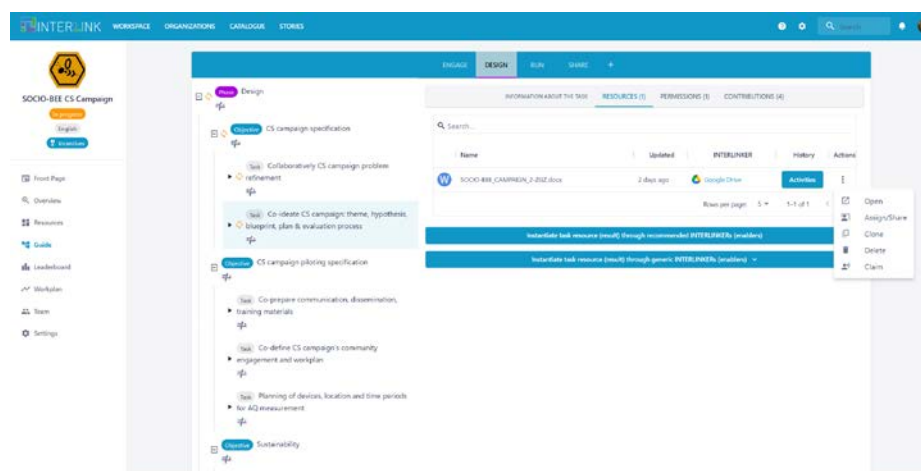 INTERLINK WORKSPACE ORGANIZATIONS CATALOGUE STORIES
Search
SOCIO-BEE CS Campaign
In progress
English
Incentives
Front Page
Overview
Resources
Guide
Leaderboard
Workplan
Team
Settings
ENGAGE DESIGN RUN SHARE +
Phase Design
Objective CS campaign specification
Task Collaboratively CS campaign problem
refinement
Task Co-ideate CS campaign: theme, hypothesis,
blueprint, plan & evaluation process
Objective CS campaign piloting specification
Task Co-prepare communication, dissemination,
training materials
Task Co-define CS campaign's community
engagement and workplan
Task Planning of devices, location and time periods
for AQ measurement
Objective Sustainability
INFORMATION ABOUT THE TASK RESOURCES (1) PERMISSIONS (1) CONTRIBUTIONS (4)
Search...
Name Updated INTERLINKER History Actions
W 2 days ago Google Drive Activities
Rows per page: 5 1-1 of 1
Instantiate task resource (result) through recommended INTERLINKERs (enablers)
Instantiate task resource (result) through generic INTERLINKERs (enablers)
Open
Assign/Share
Clone
Delete
Claim